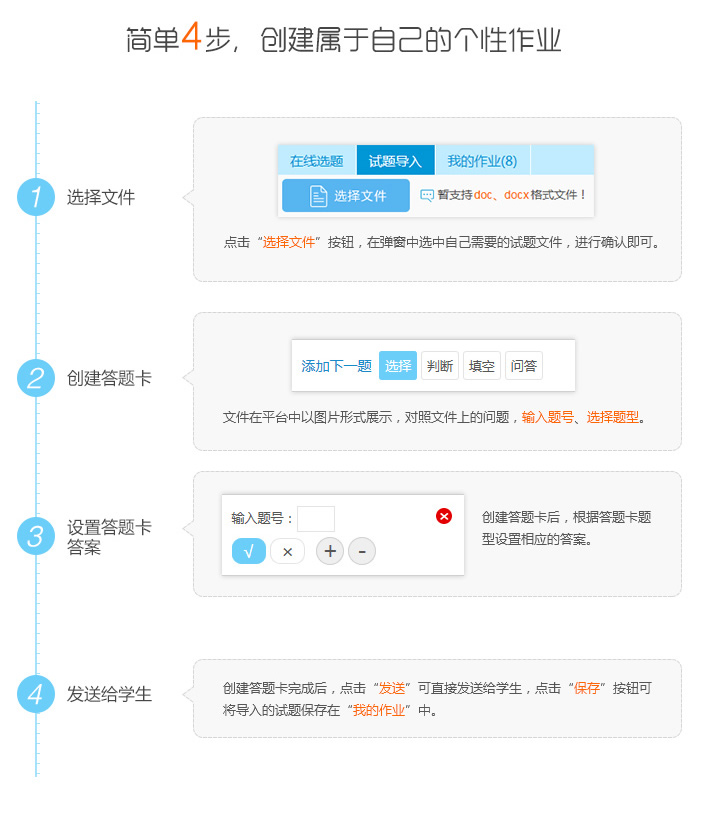 简单4步，创建属于自己的个性作业
1 选择文件
在线选题 试题导入 我的作业(8)
选择文件 暂支持doc、docx格式文件！
点击“选择文件”按钮，在弹窗中选中自己需要的试题文件，进行确认即可。
2 创建答题卡
添加下一题 选择 判断 填空 问答
文件在平台中以图片形式展示，对照文件上的问题，输入题号、选择题型。
3 设置答题卡
答案
输入题号：
√ × + -
创建答题卡后，根据答题卡题
型设置相应的答案。
4 发送给学生
创建答题卡完成后，点击“发送”可直接发送给学生，点击“保存”按钮可
将导入的试题保存在“我的作业”中。